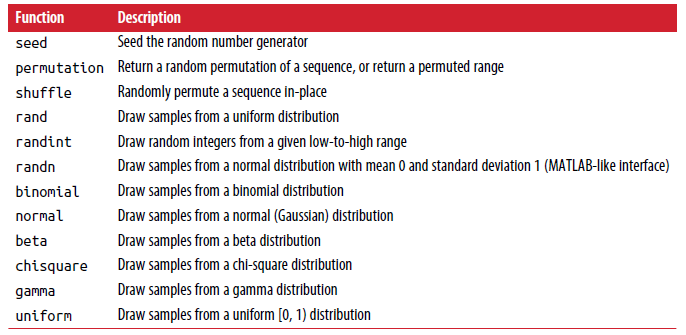 Function Description
seed Seed the random number generator
permutation Return a random permutation of a sequence, or return a permuted range
shuffle Randomly permute a sequence in-place
rand Draw samples from a uniform distribution
randint Draw random integers from a given low-to-high range
randn Draw samples from a normal distribution with mean 0 and standard deviation 1 (MATLAB-like interface)
binomial Draw samples from a binomial distribution
normal Draw samples from a normal (Gaussian) distribution
beta Draw samples from a beta distribution
chisquare Draw samples from a chi-square distribution
gamma Draw samples from a gamma distribution
uniform Draw samples from a uniform [0, 1) distribution